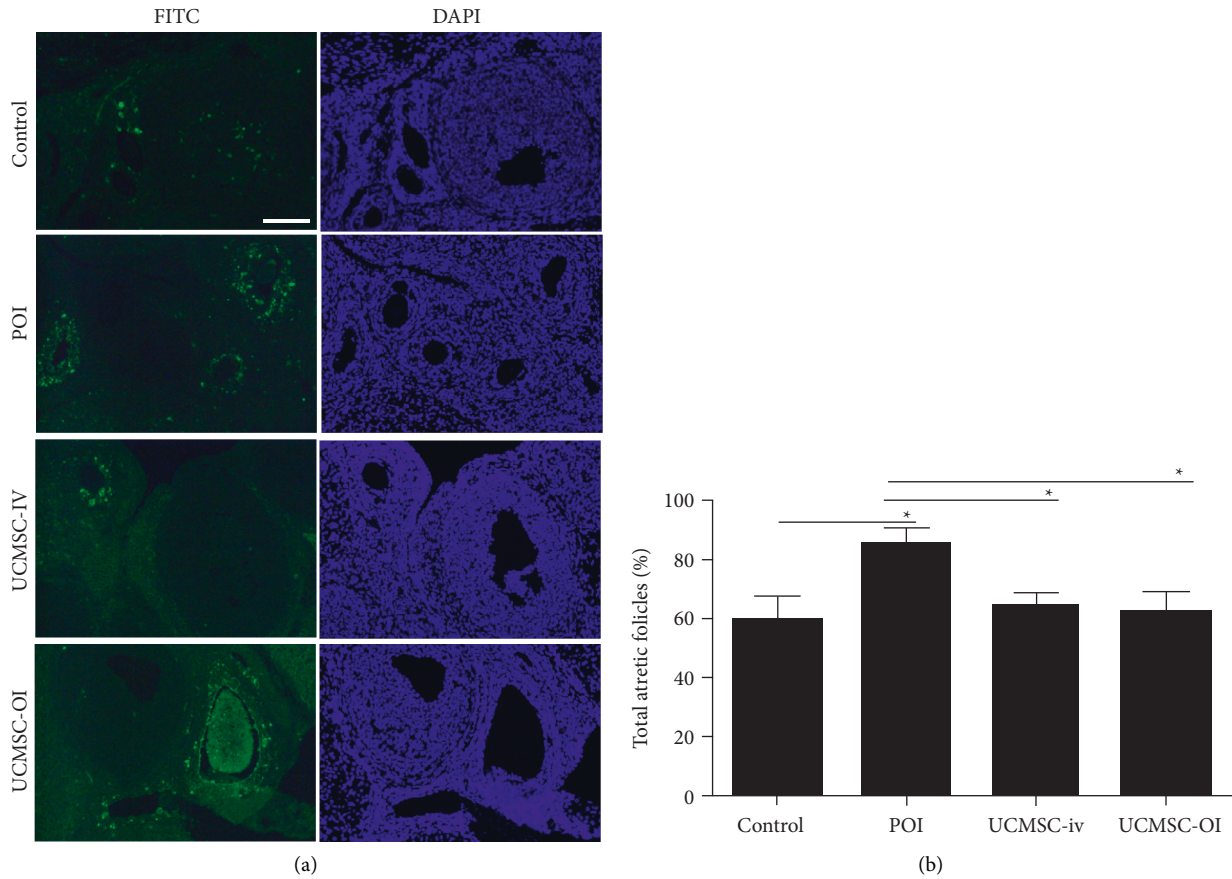 FITC
DAPI
Control
POI
UCMSC-IV
UCMSC-OI
(a)
Total atretic folicles (%)
100
80
60
40
20
0
*
*
*
Control
POI
UCMSC-iv
UCMSC-OI
(b)